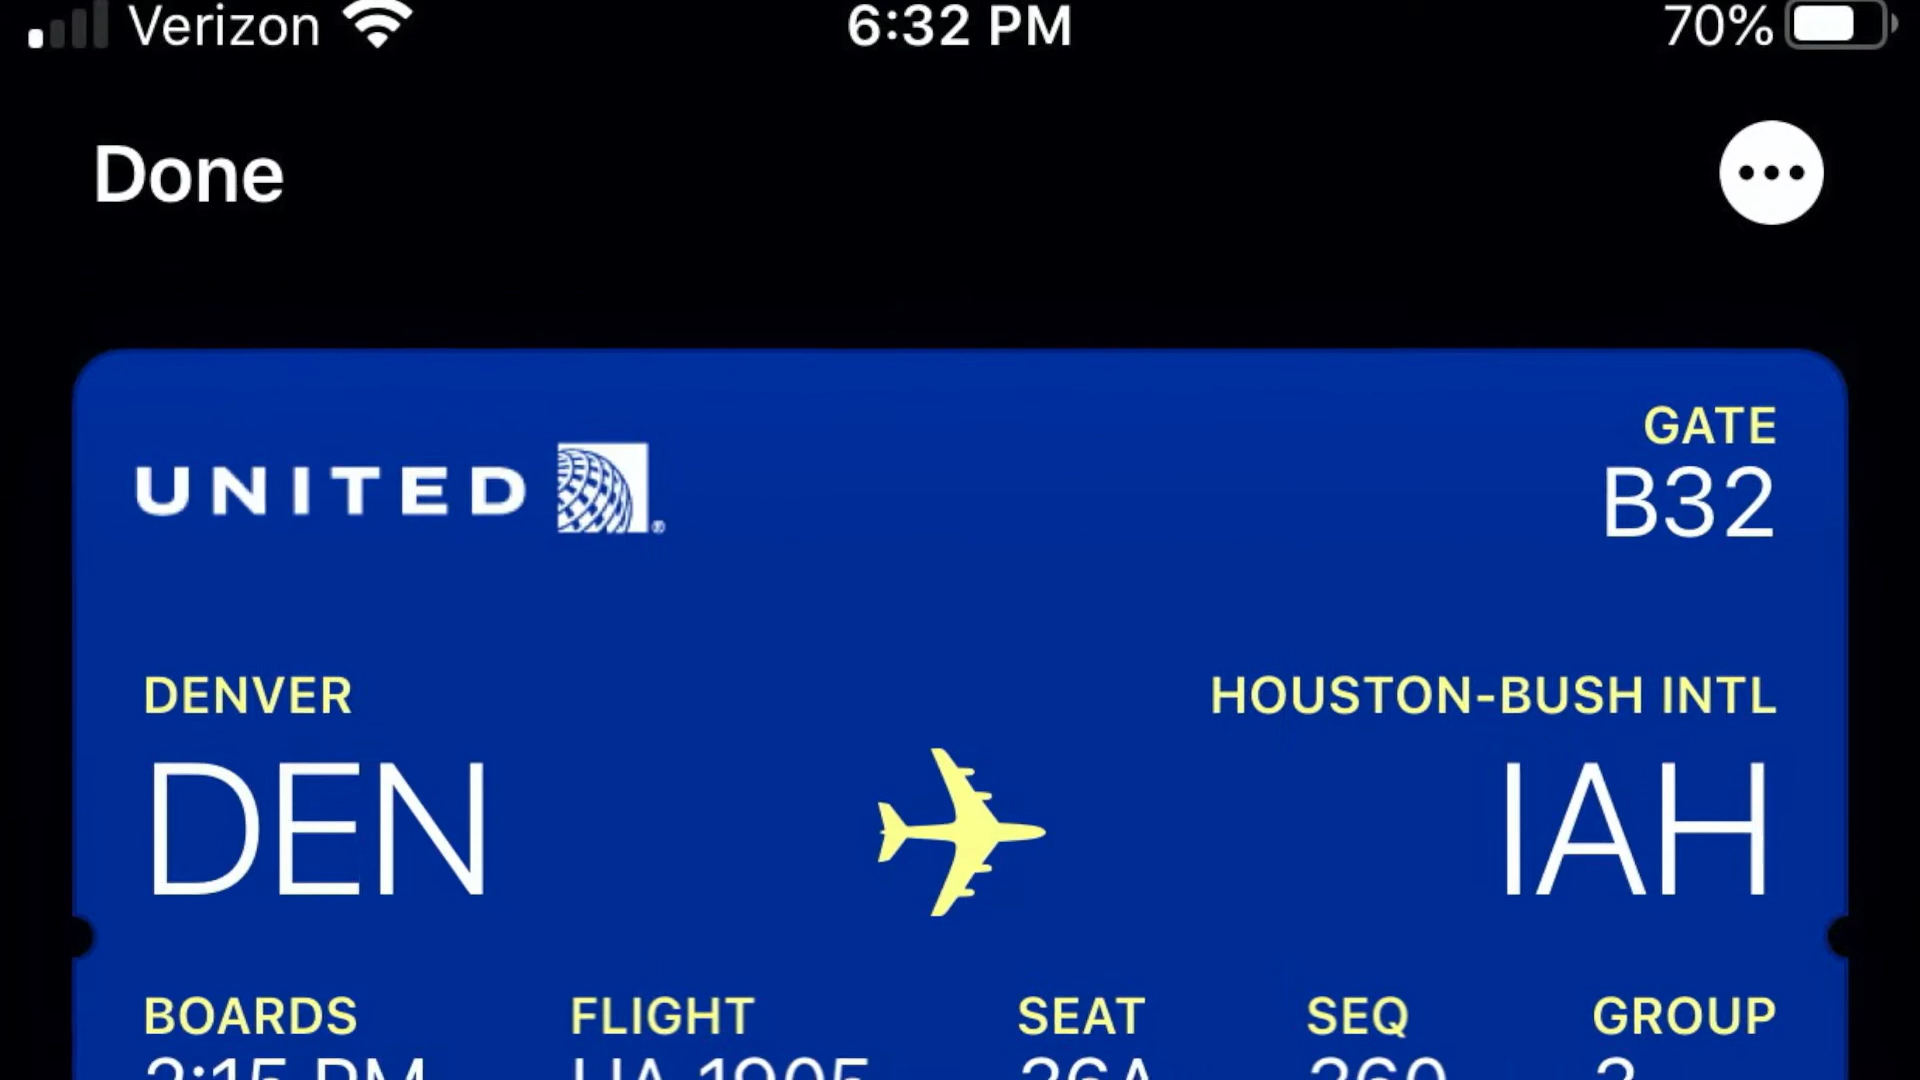 Verizon 6:32 PM 70%
Done
GATE
UNITED B32
DENVER HOUSTON-BUSH INTL
DEN IAH
BOARDS FLIGHT SEAT SEQ GROUP